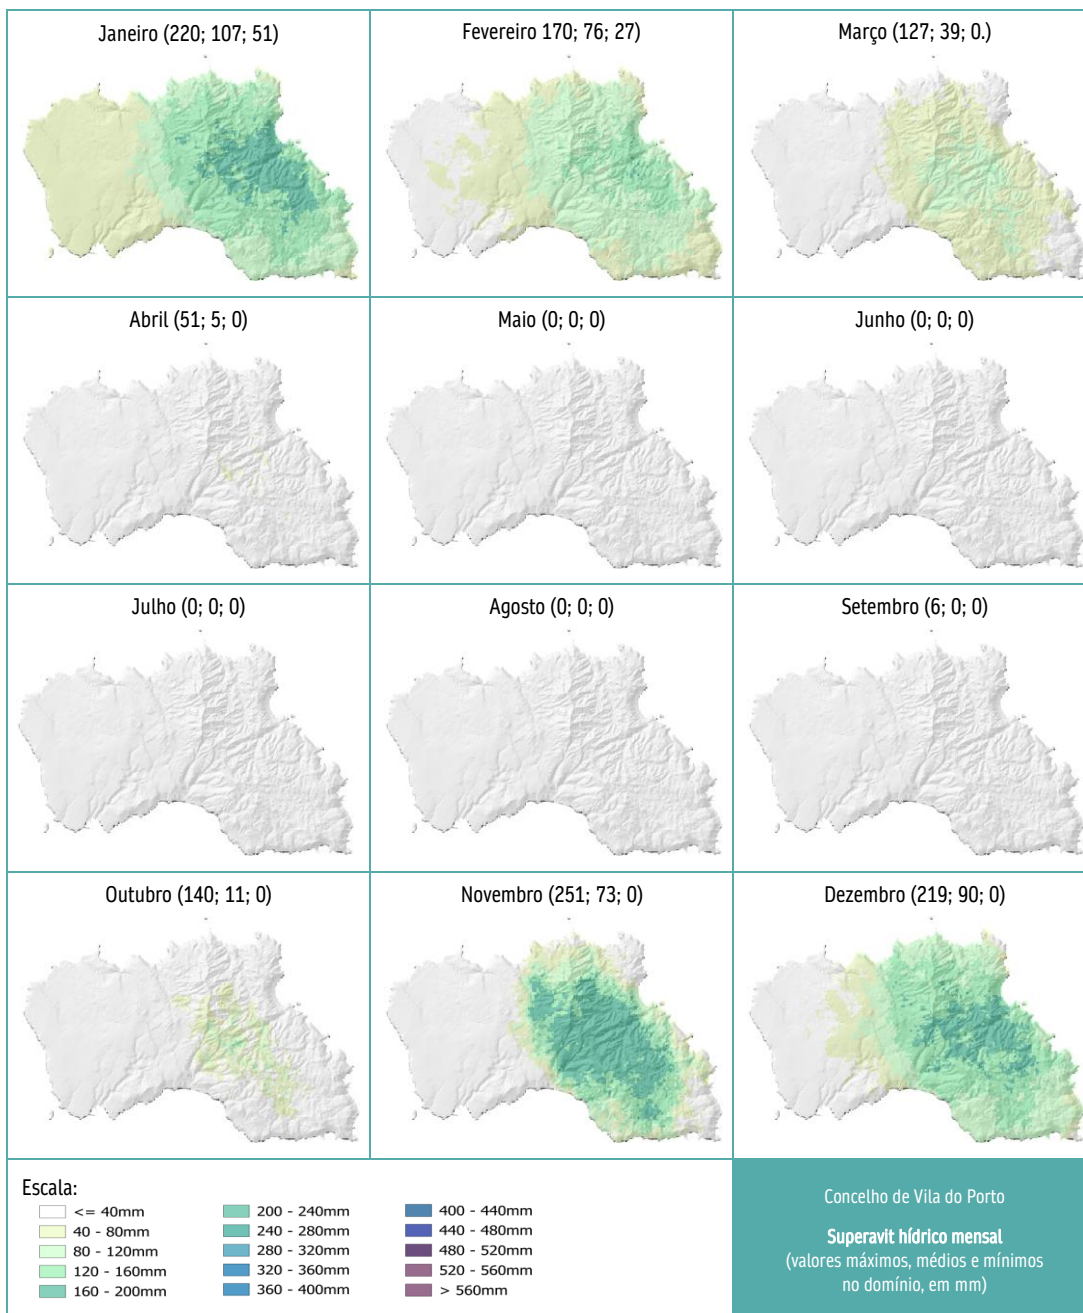 Janeiro (220; 107; 51)
Fevereiro 170; 76; 27)
Março (127; 39; 0.)
Abril (51; 5; 0)
Maio (0; 0; 0)
Junho (0; 0; 0)
Julho (0; 0; 0)
Agosto (0; 0; 0)
Setembro (6; 0; 0)
Outubro (140; 11; 0)
Novembro (251; 73; 0)
Dezembro (219; 90; 0)
Escala:
<= 40mm
40 - 80mm
80 - 120mm
120 - 160mm
160 - 200mm
200 - 240mm
240 - 280mm
280 - 320mm
320 - 360mm
360 - 400mm
400 - 440mm
440 - 480mm
480 - 520mm
520 - 560mm
> 560mm
Concelho de Vila do Porto
Superavit hídrico mensal
(valores máximos, médios e mínimos
no domínio, em mm)